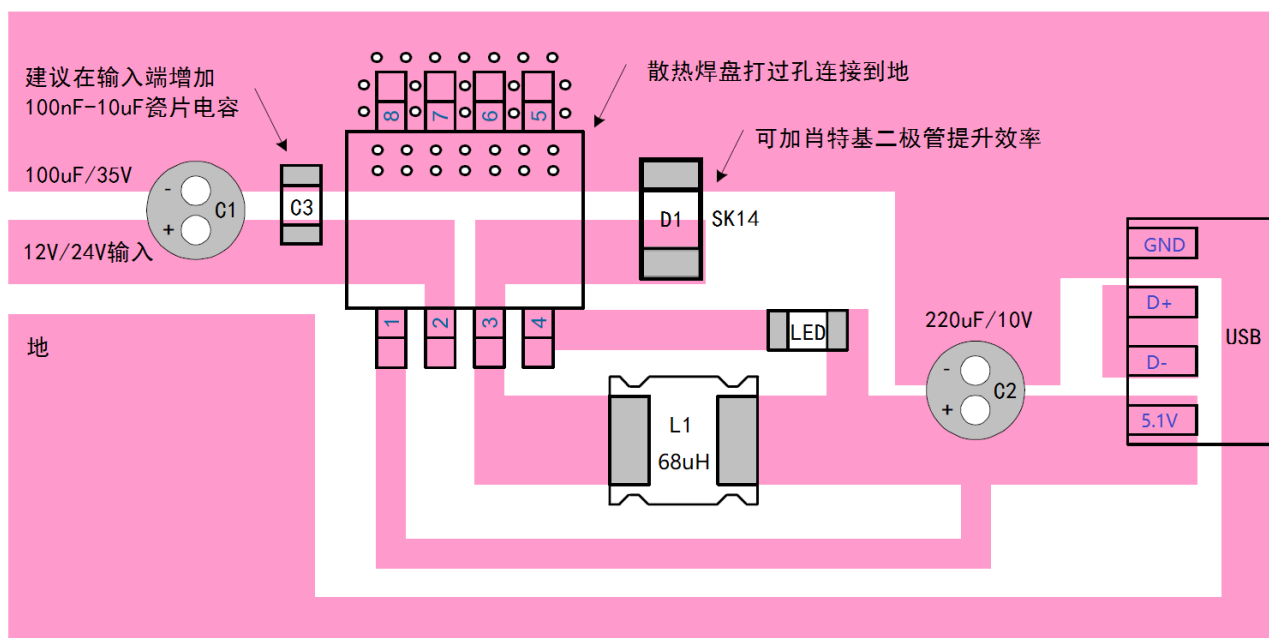 建议在输入端增加
100nF-10uF瓷片电容
散热焊盘打过孔连接到地
可加肖特基二极管提升效率
8
7
6
5
100uF/35V
-
+
C1
C3
D1
SK14
12V/24V输入
GND
D+
D-
5.1V
USB
1
2
3
4
LED
220uF/10V
-
+
C2
地
L1
68uH